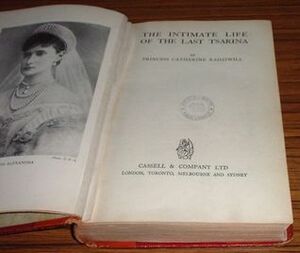 THE INTIMATE LIFE
OF THE LAST TSARINA
BY
PRINCESS CATHERINE RADZIWILL
CASSELL & COMPANY LTD
LONDON, TORONTO, MELBOURNE AND SYDNEY
ALEXANDRA